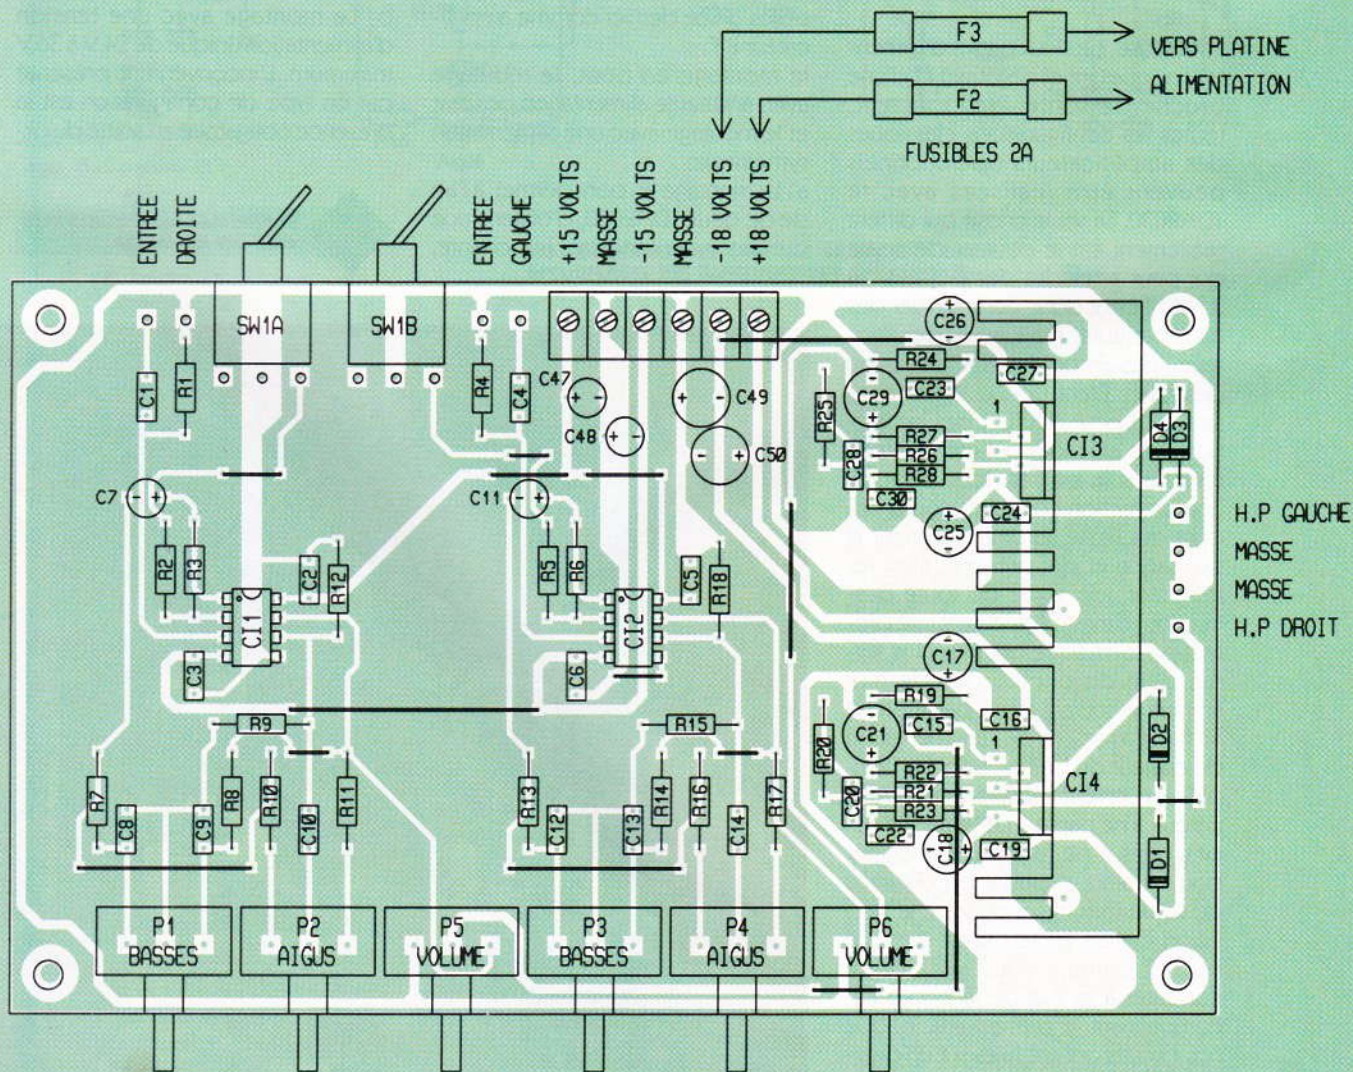 F3
VERS PLATINE
F2
ALIMENTATION
FUSIBLES 2A
ENTREE
DROITE
ENTREE
GAUCHE
+15 VOLTS
MASSE
-15 VOLTS
MASSE
-18 VOLTS
+18 VOLTS
SW1A
SW1B
C26
R24
C27
C1
R1
R4
C4
C47
C49
C29
C23
R25
1
D4
D3
C48
R27
CI3
C50
C28
R26
R28
C7
C11
C30
C24
H.P GAUCHE
C25
MASSE
R2
R3
C2
R12
R5
R6
C5
R18
MASSE
CI1
CI2
H.P DROIT
C17
C3
C6
R19
R9
R15
C15
C16
C21
1
D2
R20
R7
R8
R10
R11
R13
R14
R16
R17
R22
CI4
R21
C8
C9
C10
C12
C13
C14
C20
R23
C22
C18
C19
D1
P1
P2
P5
P3
P4
P6
BASSES
AIGUS
VOLUME
BASSES
AIGUS
VOLUME